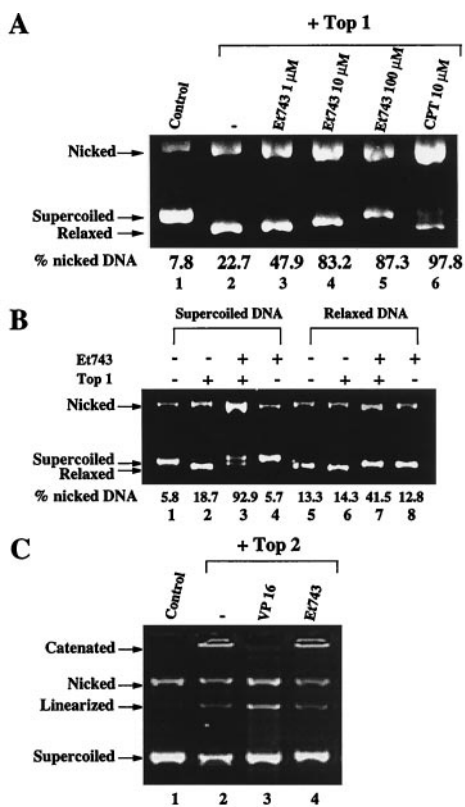 A
+ Top 1
Control
-
Et743 1 μM
Et743 10 μM
Et743 100 μM
CPT 10 μM
Nicked
Supercoiled
Relaxed
% nicked DNA 7.8 22.7 47.9 83.2 87.3 97.8
1 2 3 4 5 6
B
Supercoiled DNA Relaxed DNA
Et743 - - + + - - + +
Top 1 - + + - - + + -
Nicked
Supercoiled
Relaxed
% nicked DNA 5.8 18.7 92.9 5.7 13.3 14.3 41.5 12.8
1 2 3 4 5 6 7 8
C
+ Top 2
Control
-
VP 16
Et743
Catenated
Nicked
Linearized
Supercoiled
1 2 3 4